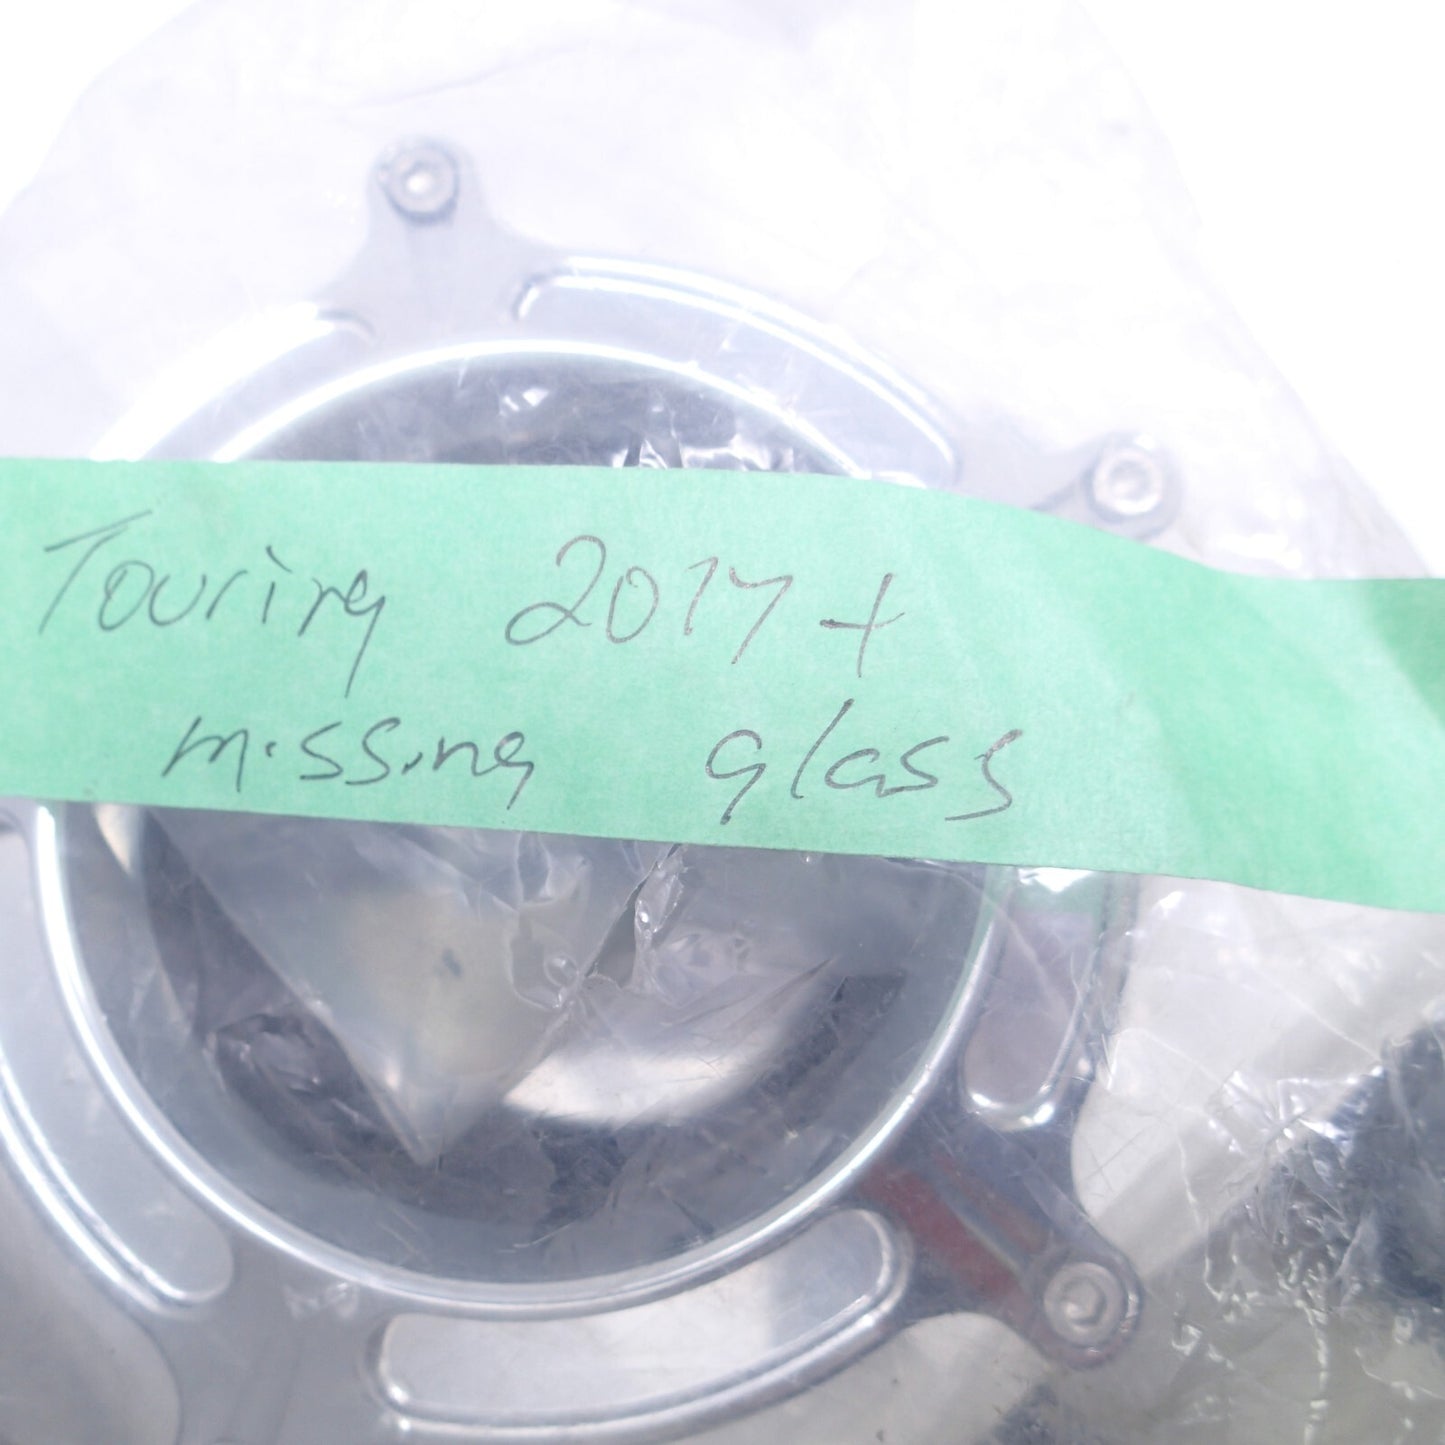 Touring 2017+
missing glass